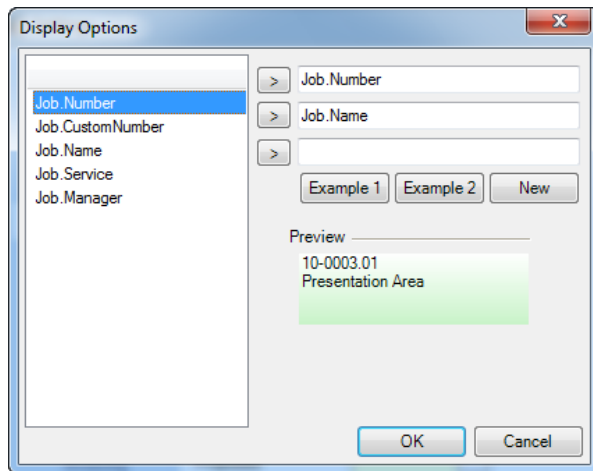 Display Options
Job.Number
Job.CustomNumber
Job.Name
Job.Service
Job.Manager
> Job.Number
> Job.Name
>
Example 1 Example 2 New
Preview
10-0003.01
Presentation Area
OK Cancel